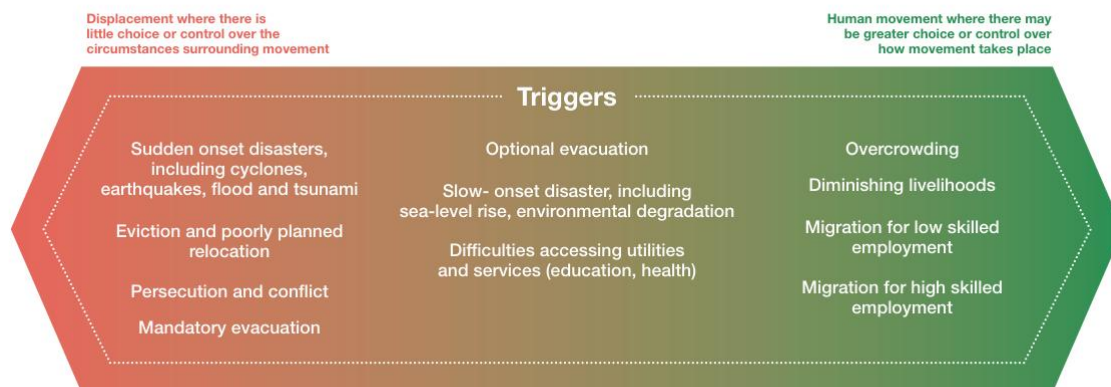 Displacement where there is
little choice or control over the
circumstances surrounding movement
Human movement where there may
be greater choice or control over
how movement takes place
Triggers
Sudden onset disasters,
including cyclones,
earthquakes, flood and tsunami
Eviction and poorly planned
relocation
Persecution and conflict
Mandatory evacuation
Optional evacuation
Slow- onset disaster, including
sea-level rise, environmental degradation
Difficulties accessing utilities
and services (education, health)
Overcrowding
Diminishing livelihoods
Migration for low skilled
employment
Migration for high skilled
employment